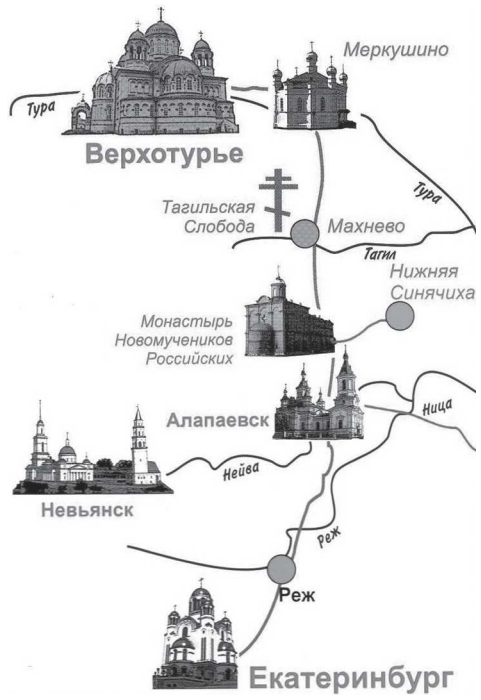 Меркушино
Тура
Верхотурье
Тура
Тагильская
Слобода
Махнево
Тагил
Нижняя
Синячиха
Монастырь
Новомучеников
Российских
Алапаевск
Ница
Нейва
Невьянск
Реж
Реж
Екатеринбург